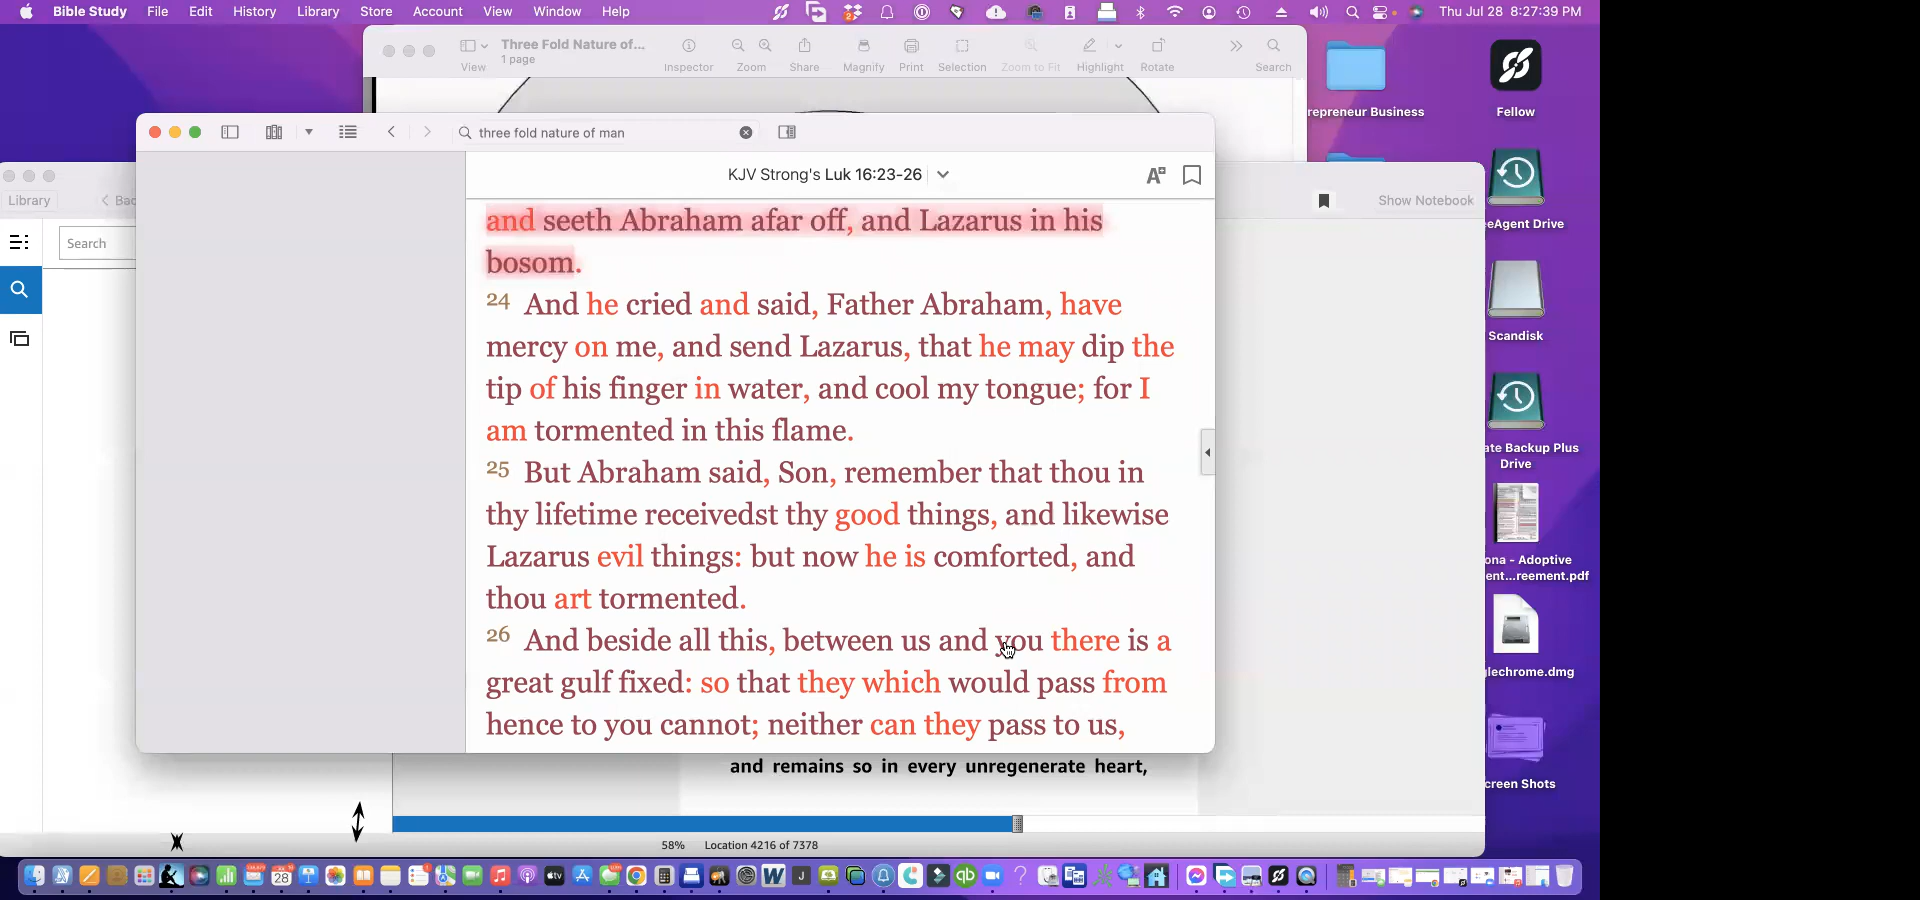 Bible Study File Edit History Library Store Account View Window Help Thu Jul 28 8:27:39 PM
Three Fold Nature of...
1 page
View Inspector Zoom Share Magnify Print Selection Zoom to Fit Highlight Rotate Search
three fold nature of man
KJV Strong's Luk 16:23-26
Library
Show Notebook
Search
and seeth Abraham afar off, and Lazarus in his
bosom.
24 And he cried and said, Father Abraham, have
mercy on me, and send Lazarus, that he may dip the
tip of his finger in water, and cool my tongue; for I
am tormented in this flame.
25 But Abraham said, Son, remember that thou in
thy lifetime receivedst thy good things, and likewise
Lazarus evil things: but now he is comforted, and
thou art tormented.
26 And beside all this, between us and you there is a
great gulf fixed: so that they which would pass from
hence to you cannot; neither can they pass to us,
and remains so in every unregenerate heart,
58% Location 4216 of 7378
repreneur Business
Fellow
eeAgent Drive
Scandisk
ate Backup Plus
Drive
ona - Adoptive
ent...reement.pdf
glechrome.dmg
creen Shots